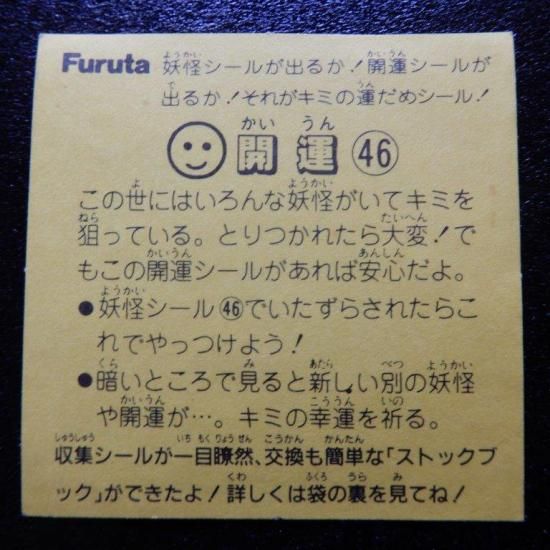 Furuta 妖怪シールが出るか！開運シールが
出るか！それがキミの運だめシール！
開運 46
この世にはいろんな妖怪がいてキミを
狙っている。とりつかれたら大変！で
もこの開運シールがあれば安心だよ。
●妖怪シール46でいたずらされたらこ
れでやっつけよう！
●暗いところで見ると新しい別の妖怪
や開運が…。キミの幸運を祈る。
収集シールが一目瞭然、交換も簡単な「ストックブ
ック」ができたよ！詳しくは袋の裏を見てね！